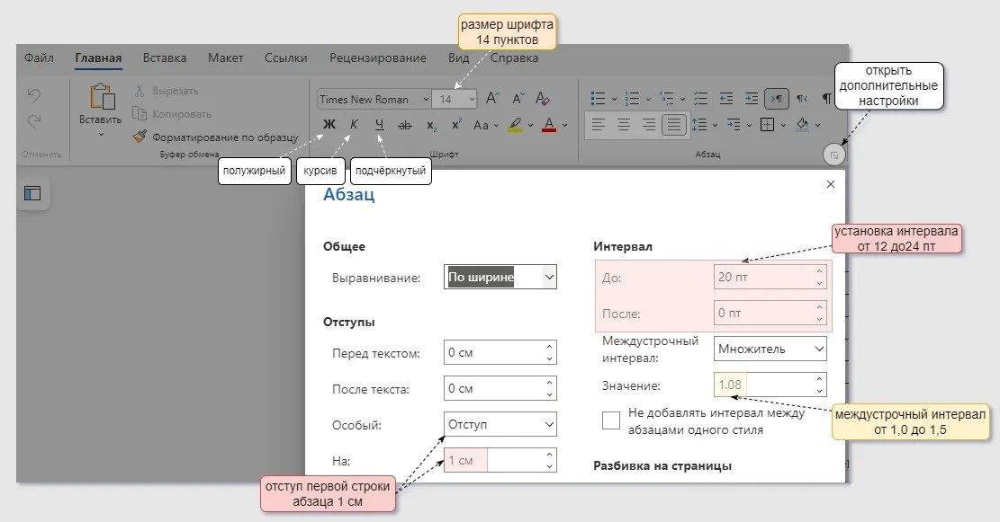 размер шрифта
14 пунктов
Файл Главная Вставка Макет Ссылки Рецензирование Вид Справка
открыть
дополнительные
настройки
Вставить
Вырезать
Копировать
Форматирование по образцу
Times New Roman 14
Ж К Ч ab x₂ x² Aa A
Отменить Буфер обмена Шрифт Абзац
полужирный курсив подчёркнутый
Абзац
установка интервала
от 12 до24 пт
Общее Интервал
Выравнивание: По ширине До: 20 пт
После: 0 пт
Отступы
Перед текстом: 0 см Междустрочный
интервал: Множитель
После текста: 0 см Значение: 1.08
междустрочный интервал
от 1,0 до 1,5
Особый: Отступ Не добавлять интервал между
абзацами одного стиля
На: 1 см Разбивка на страницы
отступ первой строки
абзаца 1 см